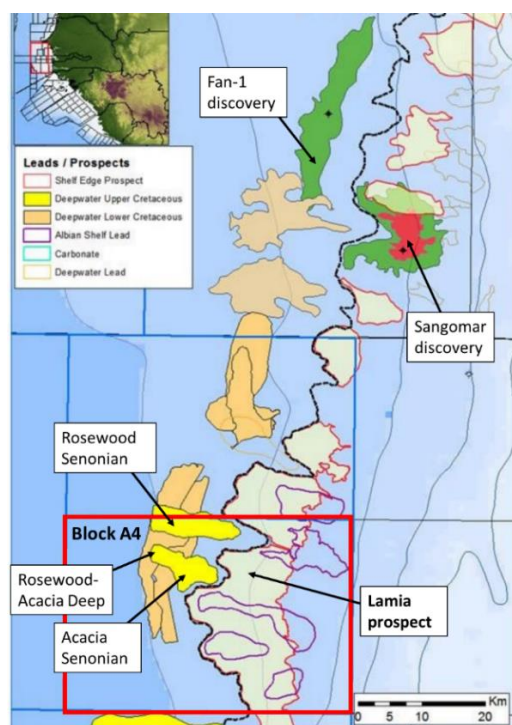 Fan-1
discovery
Leads / Prospects
Shelf Edge Prospect
Deepwater Upper Cretaceous
Deepwater Lower Cretaceous
Albian Shelf Lead
Carbonate
Deepwater Lead
Sangomar
discovery
Rosewood
Senonian
Block A4
Rosewood-
Acacia Deep
Acacia
Senonian
Lamia
prospect
Km
0 5 10 20